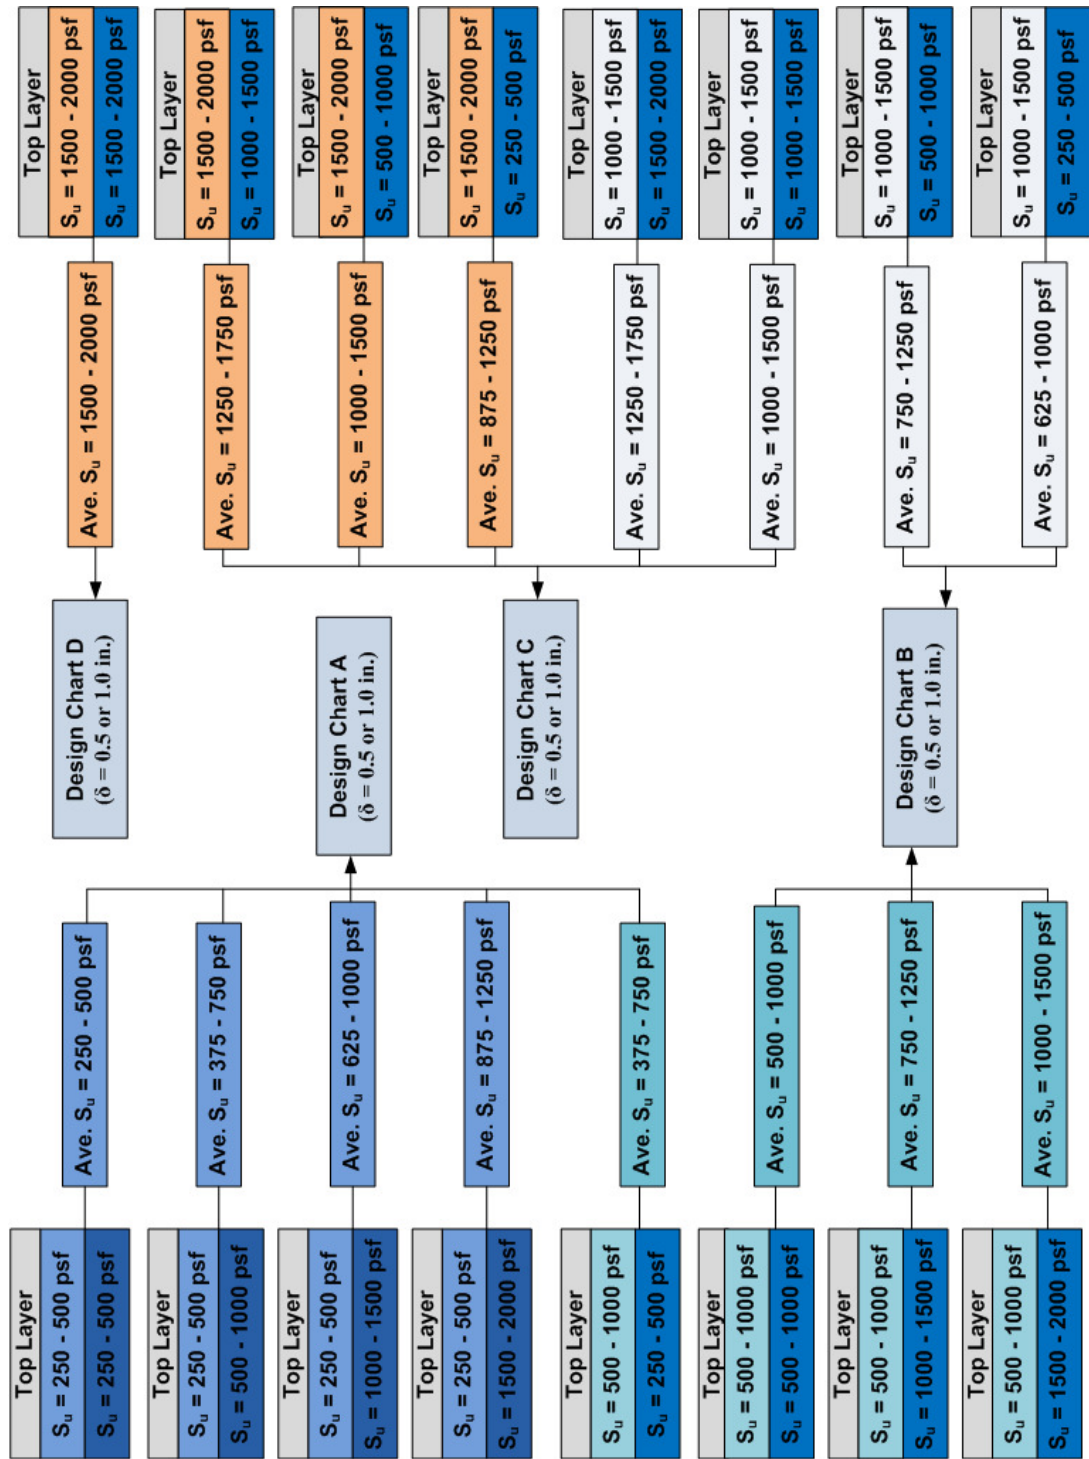 Top Layer
Su = 250 - 500 psf
Su = 250 - 500 psf
Ave. Su = 250 - 500 psf
Top Layer
Su = 250 - 500 psf
Su = 500 - 1000 psf
Ave. Su = 375 - 750 psf
Top Layer
Su = 250 - 500 psf
Su = 1000 - 1500 psf
Ave. Su = 625 - 1000 psf
Top Layer
Su = 250 - 500 psf
Su = 1500 - 2000 psf
Ave. Su = 875 - 1250 psf
Top Layer
Su = 500 - 1000 psf
Su = 250 - 500 psf
Ave. Su = 375 - 750 psf
Top Layer
Su = 500 - 1000 psf
Su = 500 - 1000 psf
Ave. Su = 500 - 1000 psf
Top Layer
Su = 500 - 1000 psf
Su = 1000 - 1500 psf
Ave. Su = 750 - 1250 psf
Top Layer
Su = 500 - 1000 psf
Su = 1500 - 2000 psf
Ave. Su = 1000 - 1500 psf
Design Chart D
(δ = 0.5 or 1.0 in.)
Design Chart A
(δ = 0.5 or 1.0 in.)
Design Chart C
(δ = 0.5 or 1.0 in.)
Design Chart B
(δ = 0.5 or 1.0 in.)
Ave. Su = 1500 - 2000 psf
Top Layer
Su = 1500 - 2000 psf
Su = 1500 - 2000 psf
Ave. Su = 1250 - 1750 psf
Top Layer
Su = 1500 - 2000 psf
Su = 1000 - 1500 psf
Ave. Su = 1000 - 1500 psf
Top Layer
Su = 1500 - 2000 psf
Su = 500 - 1000 psf
Ave. Su = 875 - 1250 psf
Top Layer
Su = 1500 - 2000 psf
Su = 250 - 500 psf
Ave. Su = 1250 - 1750 psf
Top Layer
Su = 1000 - 1500 psf
Su = 1500 - 2000 psf
Ave. Su = 1000 - 1500 psf
Top Layer
Su = 1000 - 1500 psf
Su = 1000 - 1500 psf
Ave. Su = 750 - 1250 psf
Top Layer
Su = 1000 - 1500 psf
Su = 500 - 1000 psf
Ave. Su = 625 - 1000 psf
Top Layer
Su = 1000 - 1500 psf
Su = 250 - 500 psf